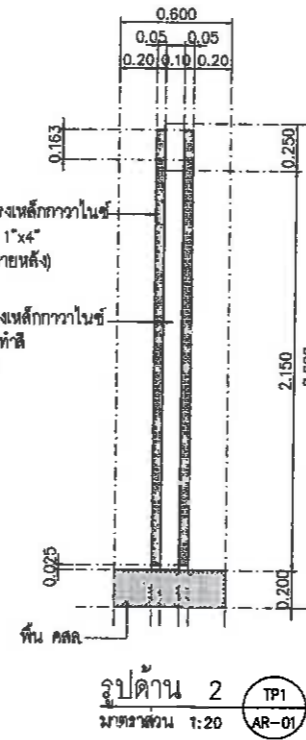 0.600
0.05 0.05
0.20 0.10 0.20
0.163
0.250
งเหล็กกาวาไนซ์
1"x4"
ายหลัง)
งเหล็กกาวาไนซ์
ทำสี
2.150
0.025
0.200
พื้น คสล.
รูปด้าน 2
มาตราส่วน 1:20
TP1
AR-01